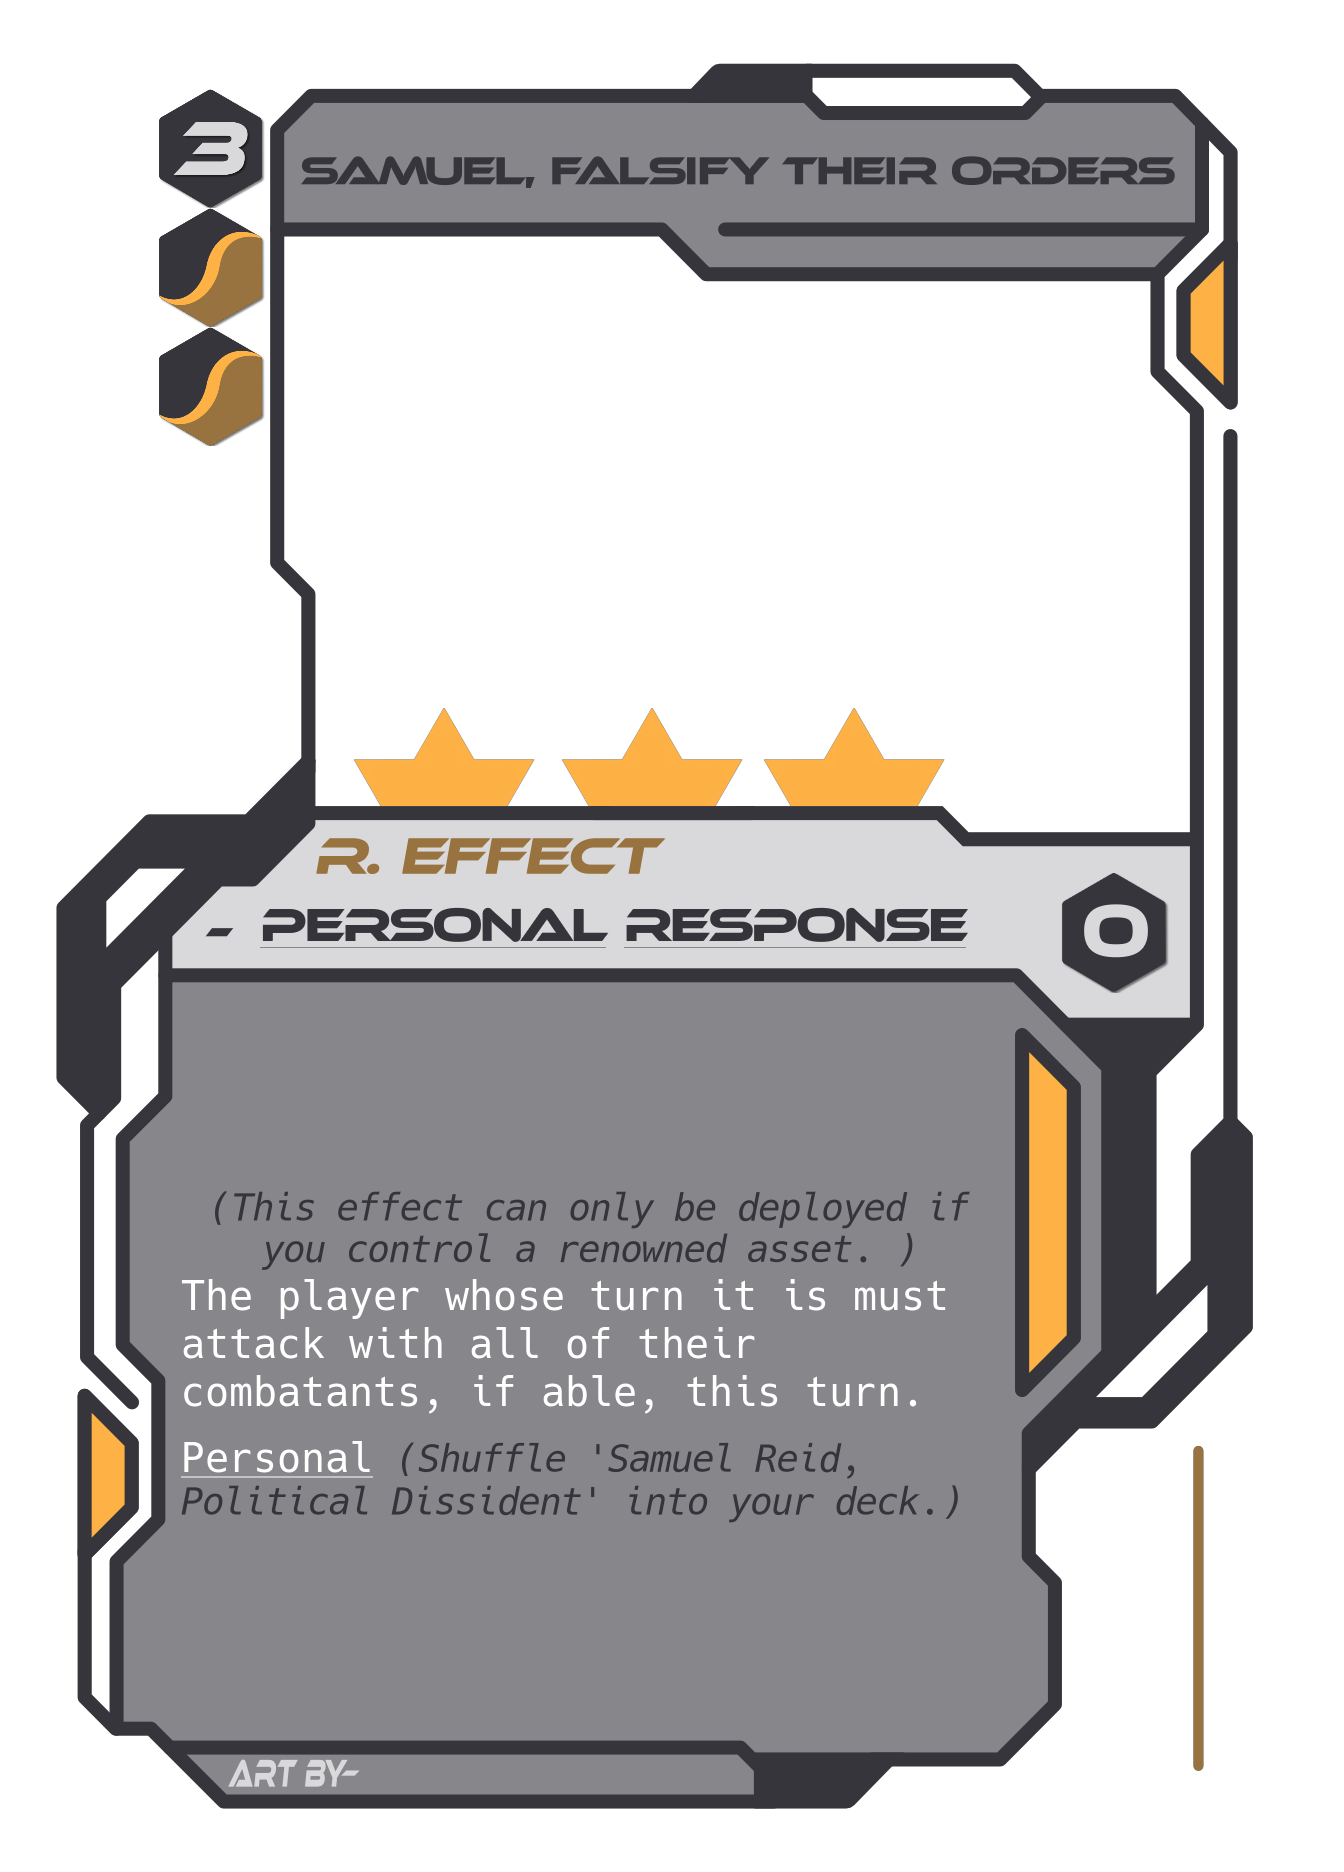 3
SAMUEL, FALSIFY THEIR ORDERS
R. EFFECT
- PERSONAL RESPONSE
0
(This effect can only be deployed if
you control a renowned asset. )
The player whose turn it is must
attack with all of their
combatants, if able, this turn.
Personal (Shuffle 'Samuel Reid,
Political Dissident' into your deck.)
ART BY-